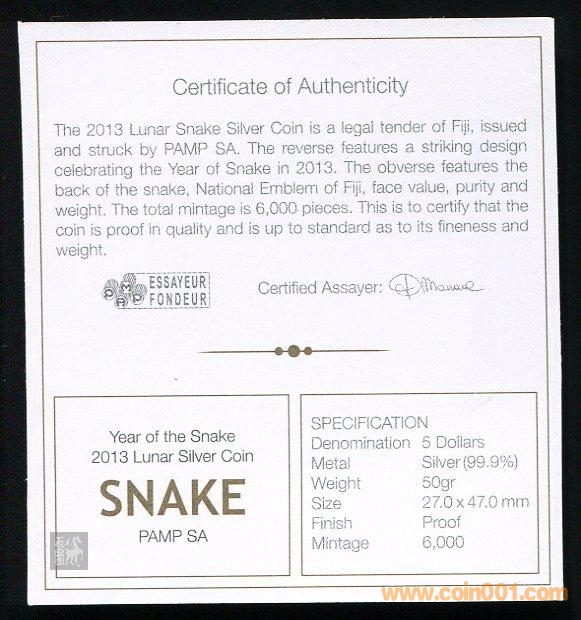 Certificate of Authenticity
The 2013 Lunar Snake Silver Coin is a legal tender of Fiji, issued
and struck by PAMP SA. The reverse features a striking design
celebrating the Year of Snake in 2013. The obverse features the
back of the snake, National Emblem of Fiji, face value, purity and
weight. The total mintage is 6,000 pieces. This is to certify that the
coin is proof in quality and is up to standard as to its fineness and
weight.
PAMP
ESSAYEUR
FONDEUR
Certified Assayer:
Year of the Snake
2013 Lunar Silver Coin
SNAKE
PAMP SA
SPECIFICATION
Denomination 5 Dollars
Metal Silver (99.9%)
Weight 50gr
Size 27.0 x 47.0 mm
Finish Proof
Mintage 6,000
www.coin001.com